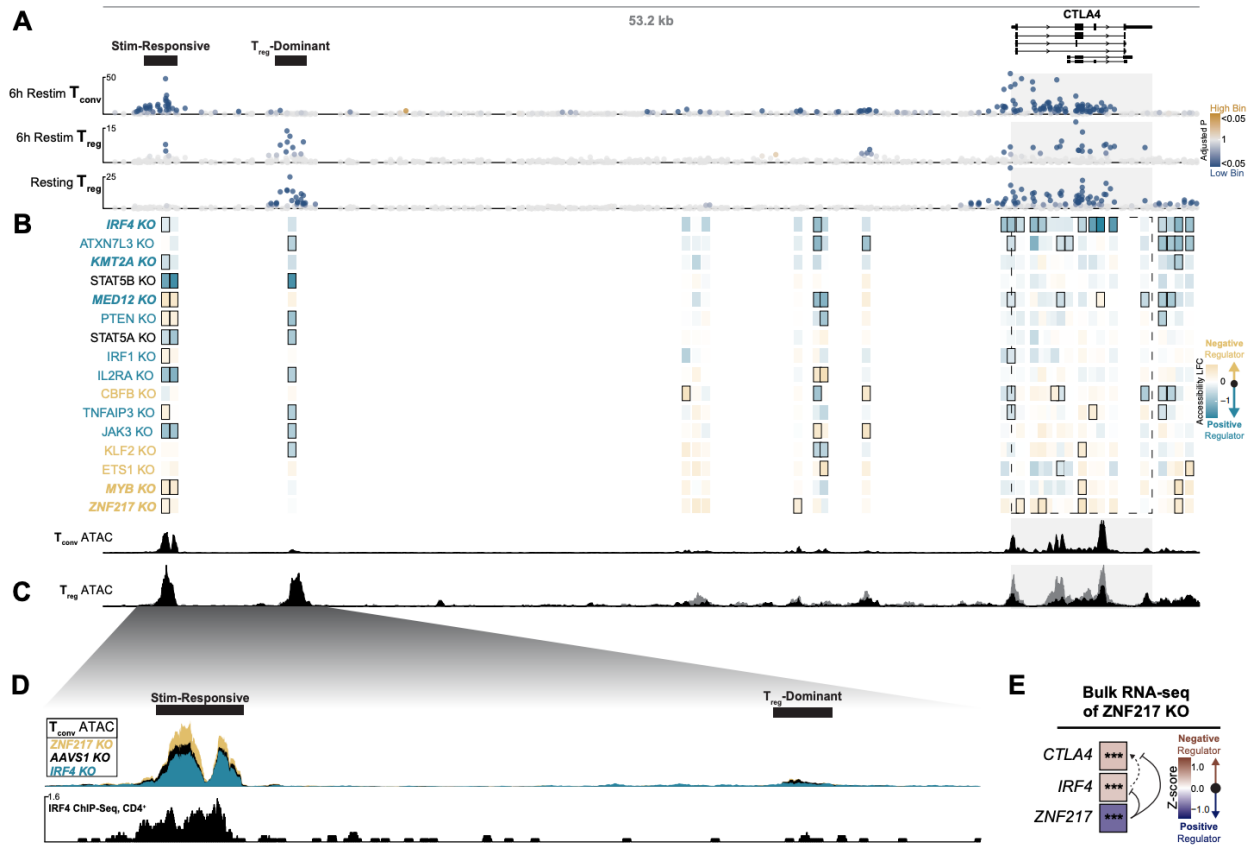 A
53.2 kb
CTLA4
Stim-Responsive
Treg-Dominant
6h Restim Tconv
50
6h Restim Treg
15
Resting Treg
25
High Bin
<0.05
1
<0.05
Low Bin
Adjusted P
B
IRF4 KO
ATXN7L3 KO
KMT2A KO
STAT5B KO
MED12 KO
PTEN KO
STAT5A KO
IRF1 KO
IL2RA KO
CBFB KO
TNFAIP3 KO
JAK3 KO
KLF2 KO
ETS1 KO
MYB KO
ZNF217 KO
Negative
Regulator
Accessibility LFC
0
−1
Positive
Regulator
Tconv ATAC
C
Treg ATAC
D
Stim-Responsive
Treg-Dominant
Tconv ATAC
ZNF217 KO
AAVS1 KO
IRF4 KO
1.6
IRF4 ChIP-Seq, CD4+
E
Bulk RNA-seq
of ZNF217 KO
CTLA4 ***
IRF4 ***
ZNF217 ***
Negative
Regulator
Z-score
1.0
0.0
−1.0
Positive
Regulator